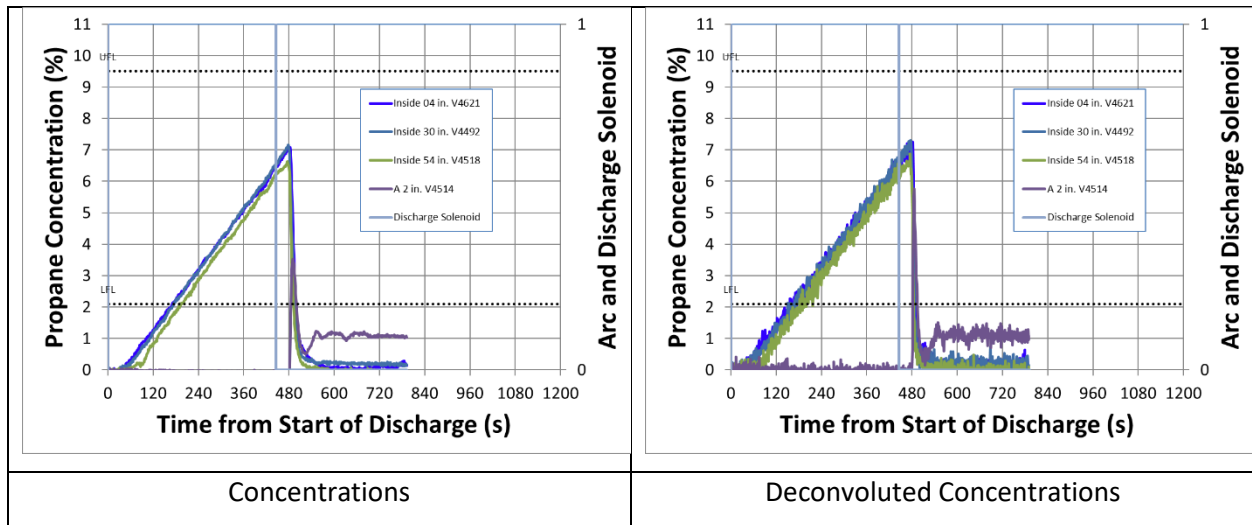 11
10
9
8
7
6
5
4
3
2
1
0
Propane Concentration (%)
UFL
LFL
Inside 04 in. V4621
Inside 30 in. V4492
Inside 54 in. V4518
A 2 in. V4514
Discharge Solenoid
1
0
Arc and Discharge Solenoid
0 120 240 360 480 600 720 840 960 1080 1200
Time from Start of Discharge (s)
Concentrations
11
10
9
8
7
6
5
4
3
2
1
0
Propane Concentration (%)
UFL
LFL
Inside 04 in. V4621
Inside 30 in. V4492
Inside 54 in. V4518
A 2 in. V4514
Discharge Solenoid
1
0
Arc and Discharge Solenoid
0 120 240 360 480 600 720 840 960 1080 1200
Time from Start of Discharge (s)
Deconvoluted Concentrations